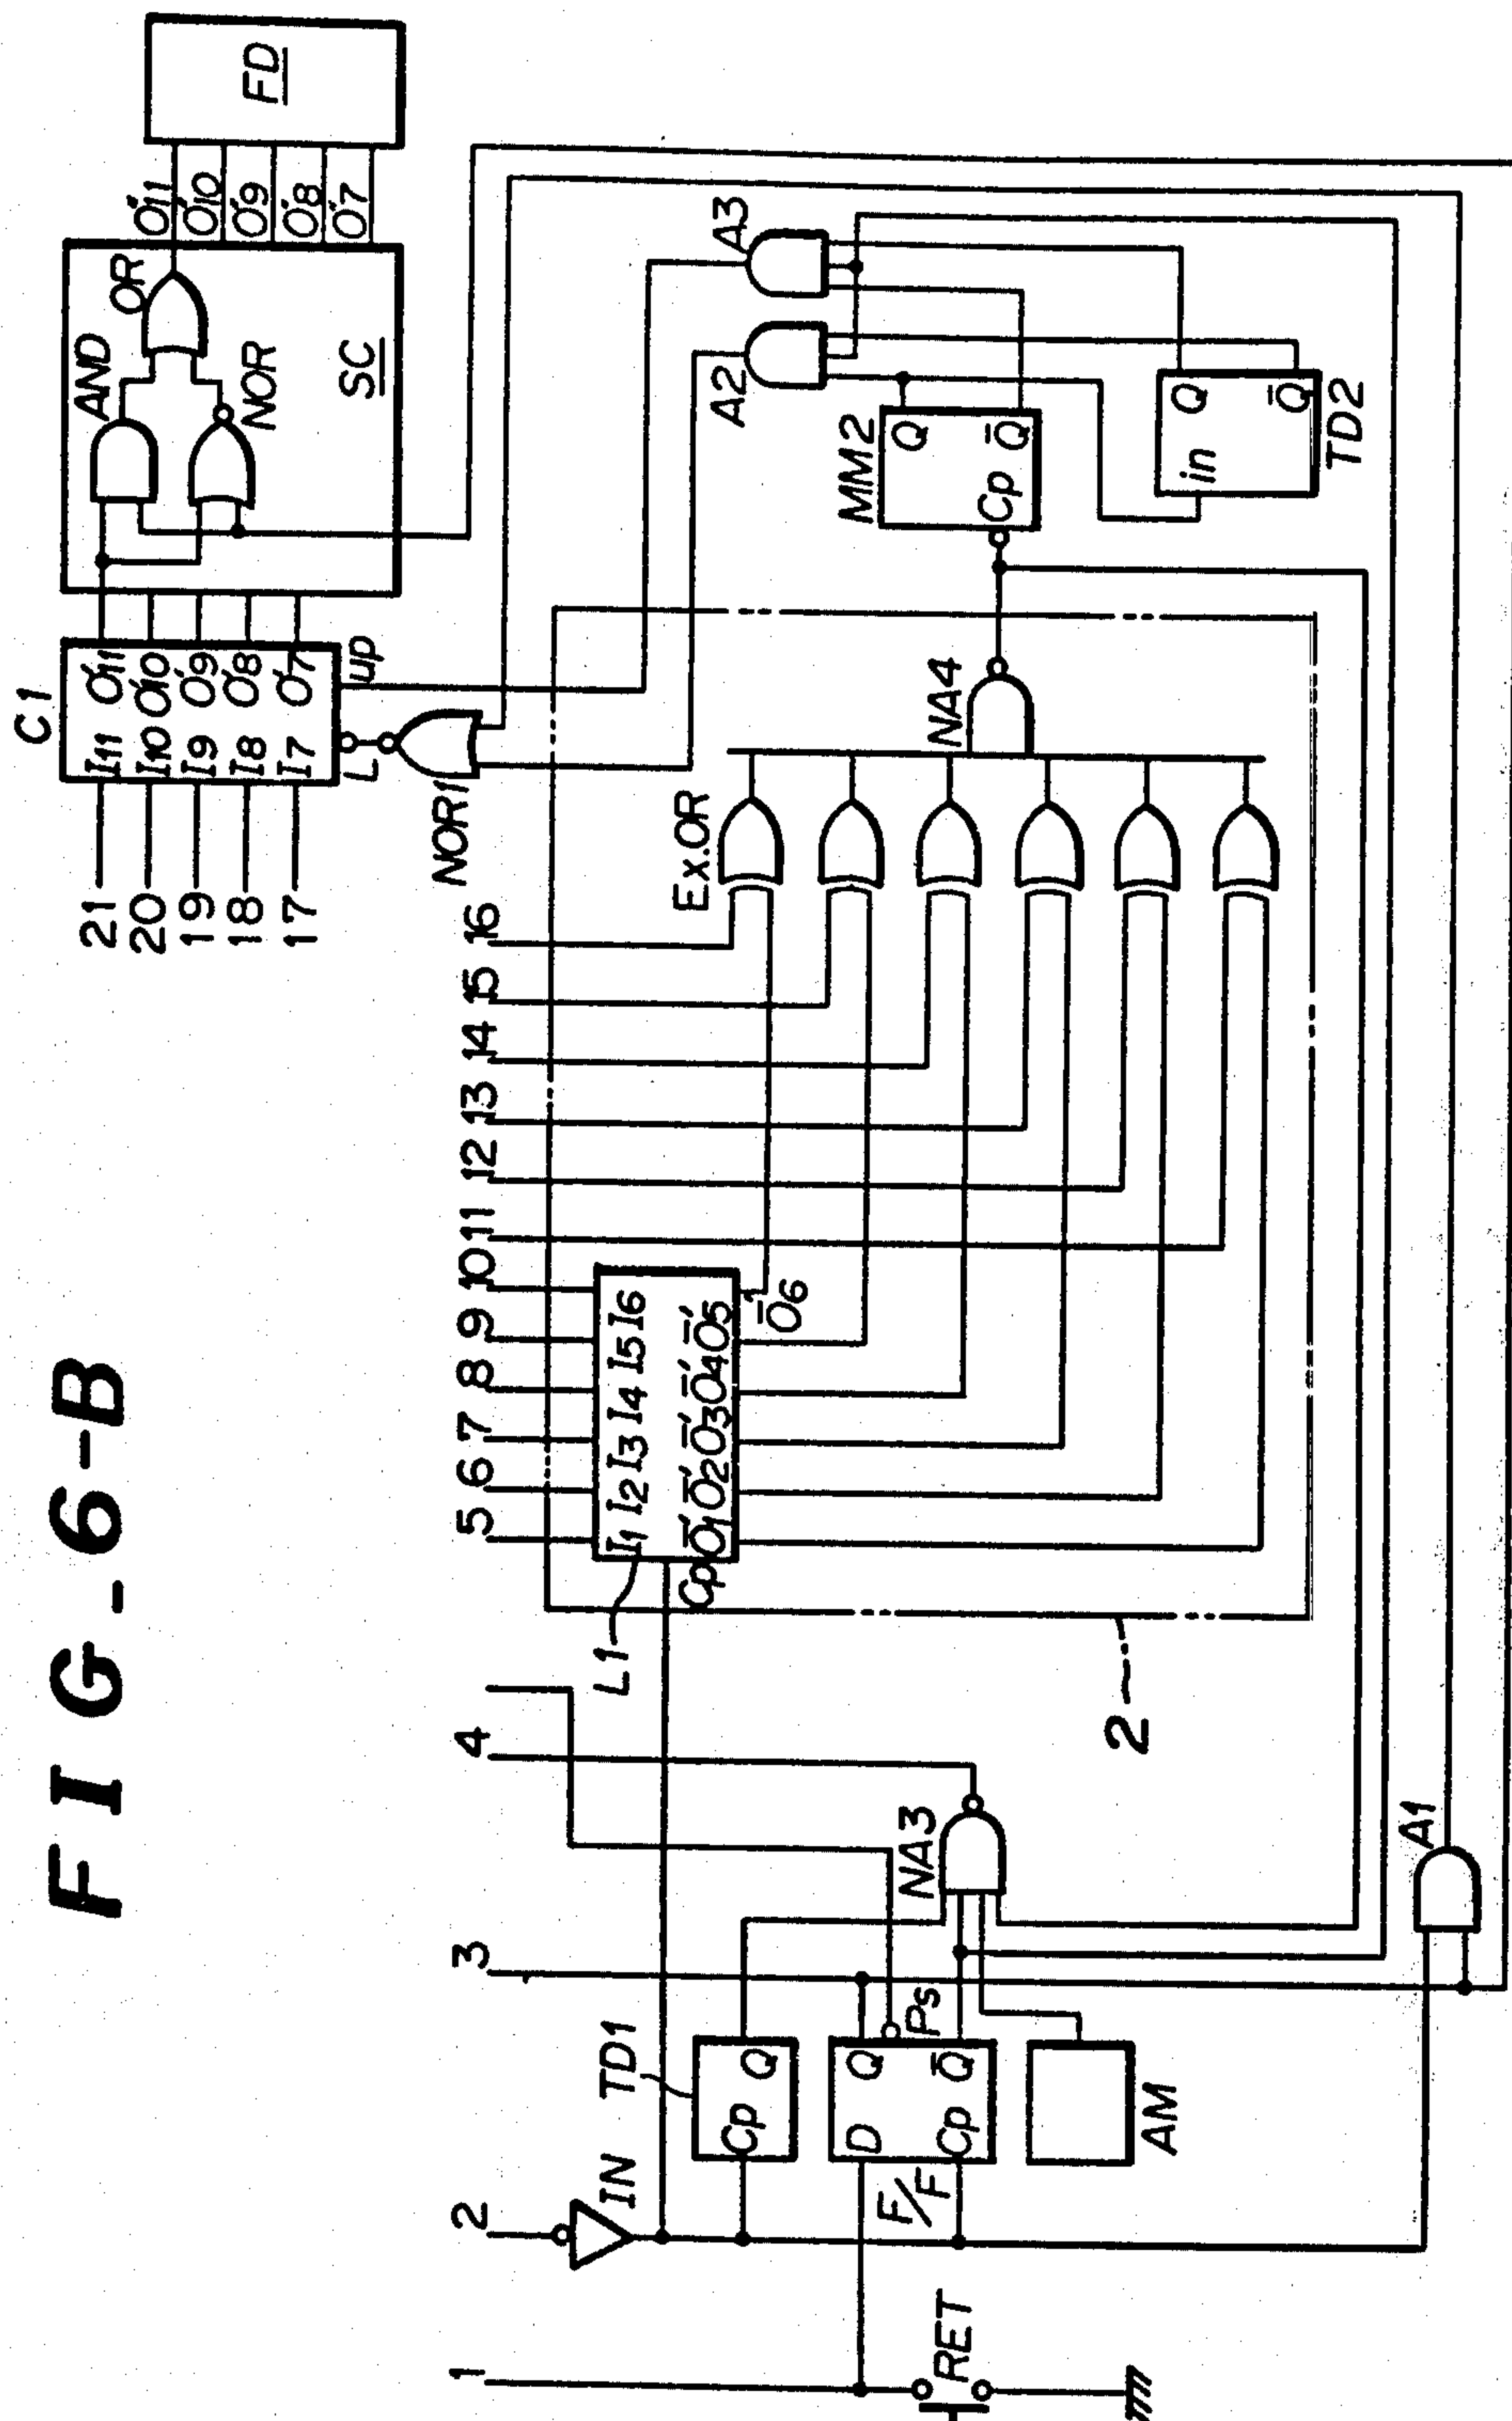 FIG-6-B
1
2
3
4
5
6
7
8
9
10
11
12
13
14
15
16
21
20
19
18
17
C1
I11 O'11
I10 O'10
I9 O'9
I8 O'8
I7 O'7
L
up
NOR1
AND
OR
NOR
SC
O''11
O''10
O''9
O''8
O''7
FD
IN
TD1
Cp Q
D Q
Ps
Cp Q̄
F/F
AM
RET
NA3
A1
L1
I1 I2 I3 I4 I5 I6
Cp
Ō'1 Ō'2 Ō'3 Ō'4 Ō'5
Ō'6
2
Ex.OR
NA4
MM2
Q
Cp Q̄
A2
A3
in Q
Q̄
TD2